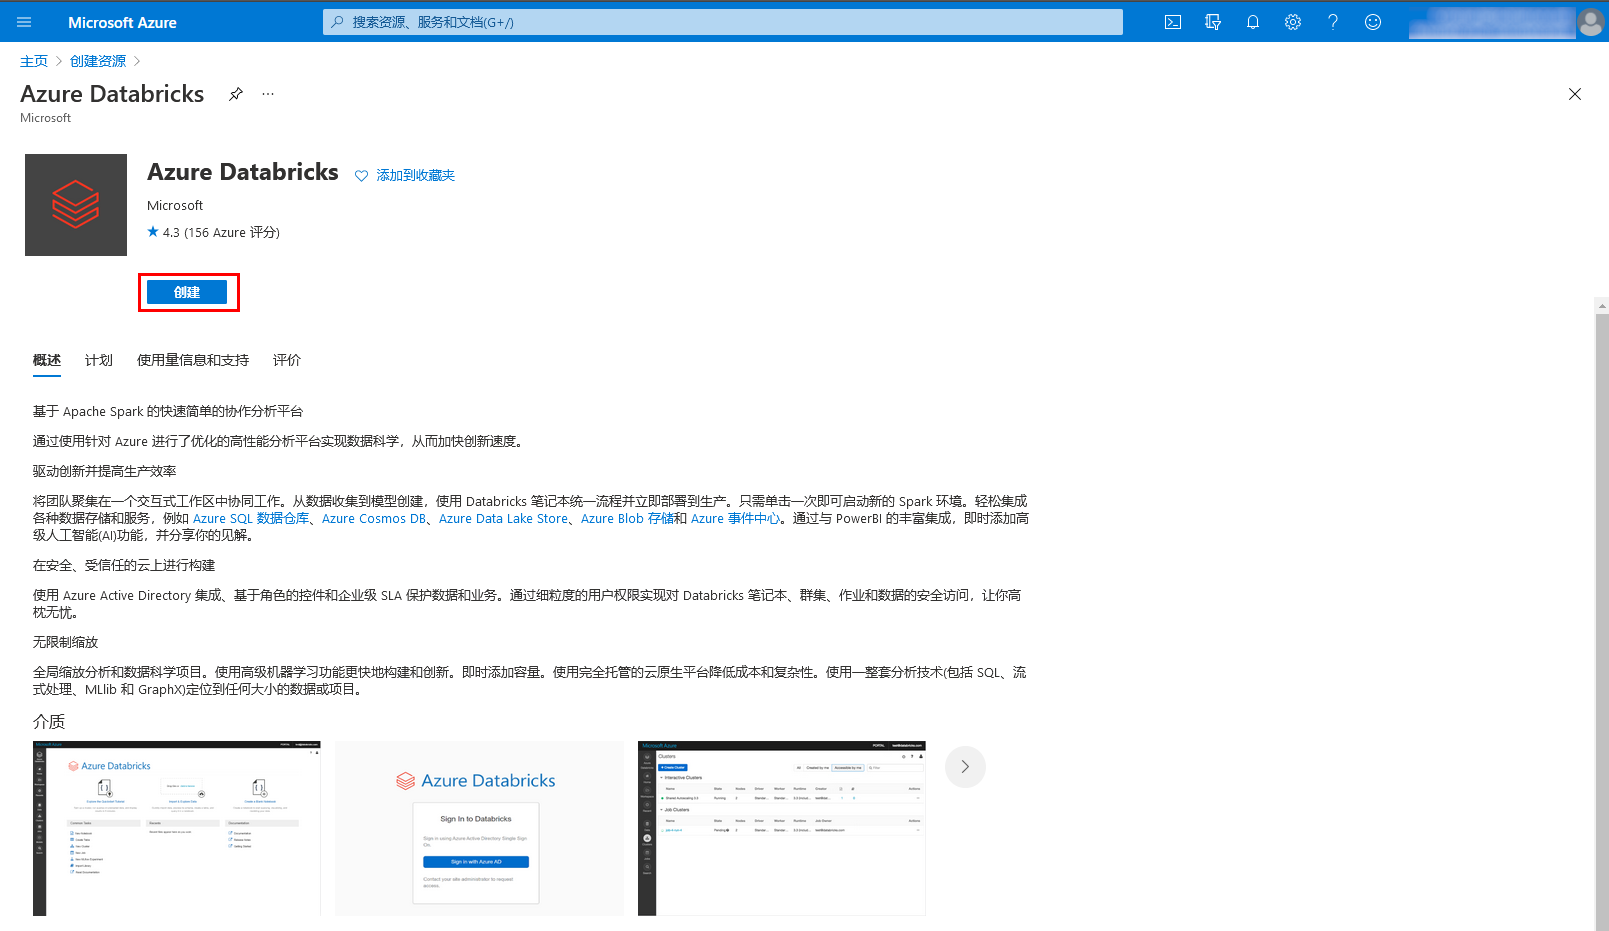 Microsoft Azure
搜索资源、服务和文档(G+/)
主页 > 创建资源 >
Azure Databricks
Microsoft
Azure Databricks
添加到收藏夹
Microsoft
4.3 (156 Azure 评分)
创建
概述 计划 使用量信息和支持 评价
基于 Apache Spark 的快速简单的协作分析平台
通过使用针对 Azure 进行了优化的高性能分析平台实现数据科学，从而加快创新速度。
驱动创新并提高生产效率
将团队聚集在一个交互式工作区中协同工作。从数据收集到模型创建，使用 Databricks 笔记本统一流程并立即部署到生产。只需单击一次即可启动新的 Spark 环境。轻松集成
各种数据存储和服务，例如 Azure SQL 数据仓库、Azure Cosmos DB、Azure Data Lake Store、Azure Blob 存储和 Azure 事件中心。通过与 PowerBI 的丰富集成，即时添加高
级人工智能(AI)功能，并分享你的见解。
在安全、受信任的云上进行构建
使用 Azure Active Directory 集成、基于角色的控件和企业级 SLA 保护数据和业务。通过细粒度的用户权限实现对 Databricks 笔记本、群集、作业和数据的安全访问，让你高
枕无忧。
无限制缩放
全局缩放分析和数据科学项目。使用高级机器学习功能更快地构建和创新。即时添加容量。使用完全托管的云原生平台降低成本和复杂性。使用一整套分析技术(包括 SQL、流
式处理、MLlib 和 GraphX)定位到任何大小的数据或项目。
介质
Azure Databricks
Azure Databricks
Sign In to Databricks
Sign in using Azure Active Directory Single Sign
On.
Sign in with Azure AD
Contact your site administrator to request
access.
Microsoft Azure
Clusters
Interactive Clusters
Job Clusters